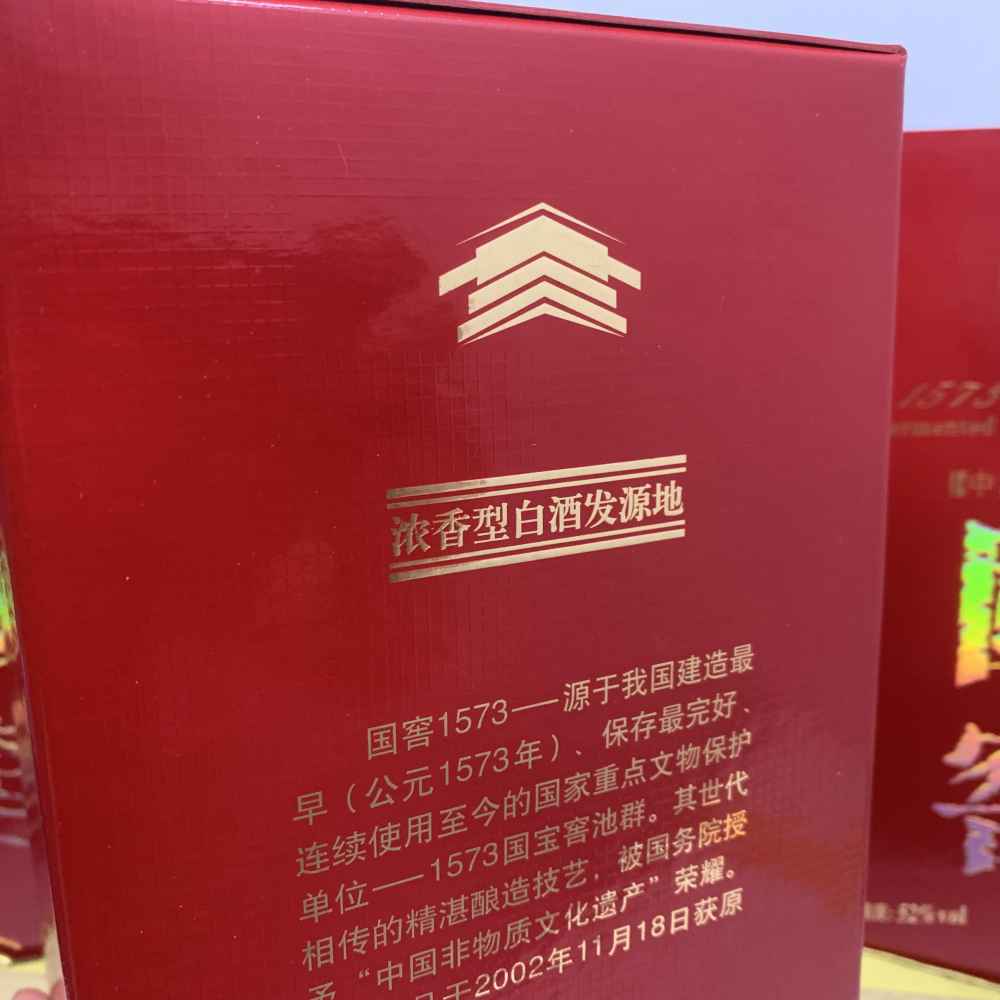 浓香型白酒发源地
国窖1573——源于我国建造最
早（公元1573年）、保存最完好、
连续使用至今的国家重点文物保护
单位——1573国宝窖池群。其世代
相传的精湛酿造技艺，被国务院授
予“中国非物质文化遗产”荣耀。
于2002年11月18日获原
1573
52%vol